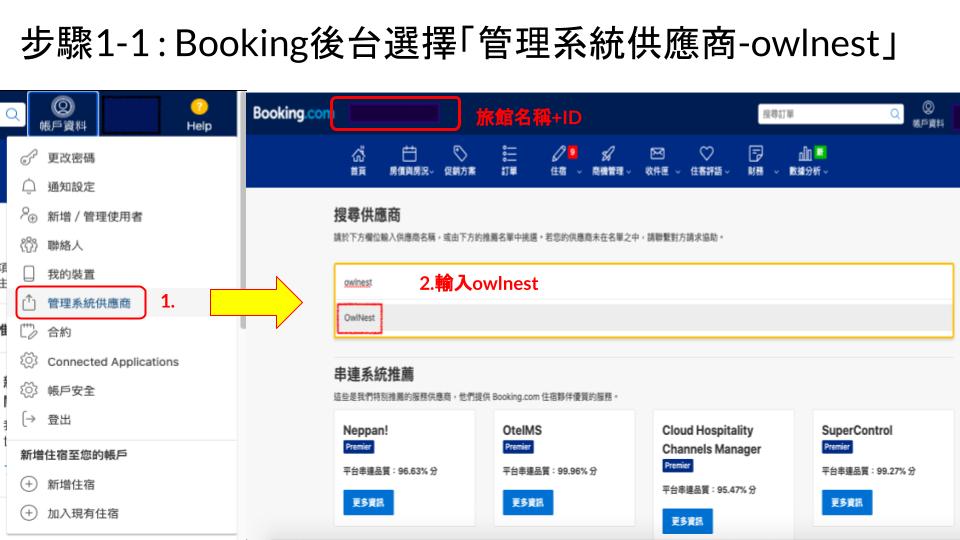 步驟1-1 : Booking後台選擇「管理系統供應商-owlnest」
帳戶資料
Help
更改密碼
通知設定
新增 / 管理使用者
聯絡人
我的裝置
管理系統供應商
1.
合約
Connected Applications
帳戶安全
登出
新增住宿至您的帳戶
新增住宿
加入現有住宿
Booking.com
旅館名稱+ID
搜尋訂單
帳戶資料
首頁
房價與房況
促銷方案
訂單
住宿
9
商機管理
收件匣
住客評語
財務
數據分析
新
搜尋供應商
請於下方欄位輸入供應商名稱，或由下方的推薦名單中挑選。若您的供應商未在名單之中，請聯繫對方請求協助。
owlnest
2.輸入owlnest
OwlNest
串連系統推薦
這些是我們特別推薦的服務供應商，他們提供 Booking.com 住宿夥伴優質的服務。
Neppan!
Premier
平台串連品質：96.63% 分
更多資訊
OtelMS
Premier
平台串連品質：99.96% 分
更多資訊
Cloud Hospitality
Channels Manager
Premier
平台串連品質：95.47% 分
更多資訊
SuperControl
Premier
平台串連品質：99.27% 分
更多資訊